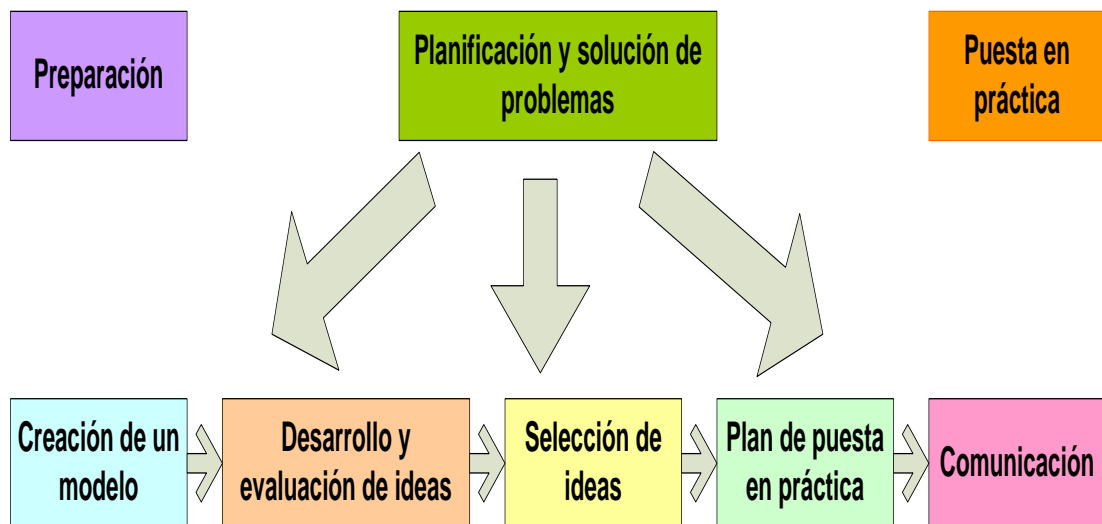 Preparación
Planificación y solución de
problemas
Puesta en
práctica
Creación de un
modelo
Desarrollo y
evaluación de ideas
Selección de
ideas
Plan de puesta
en práctica
Comunicación